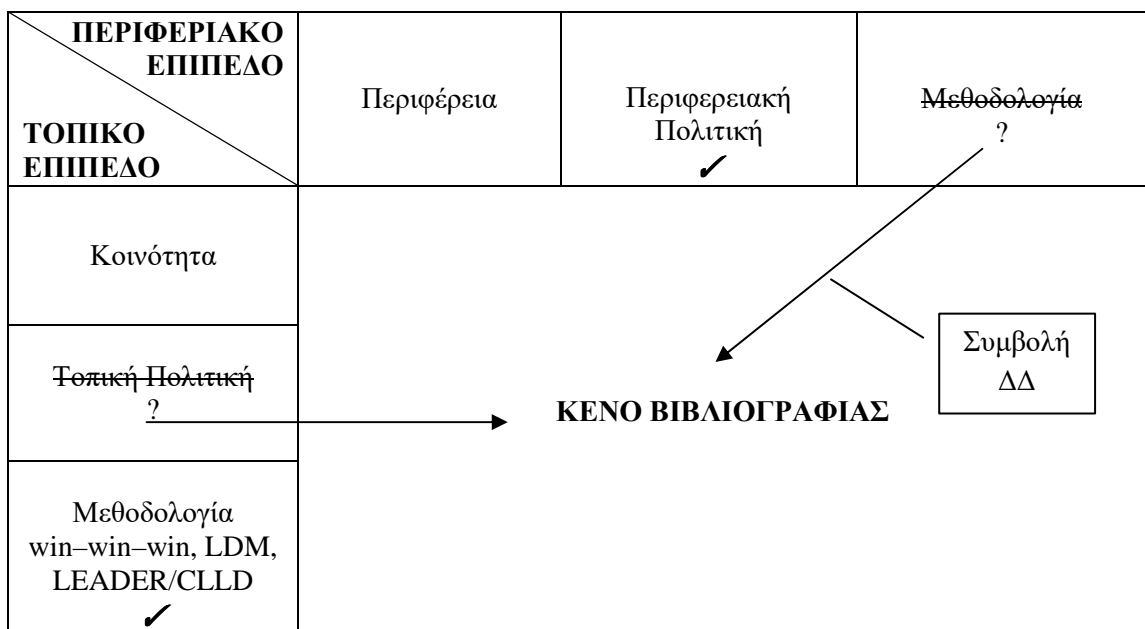 ΠΕΡΙΦΕΡΙΑΚΟ
ΕΠΙΠΕΔΟ
ΤΟΠΙΚΟ
ΕΠΙΠΕΔΟ
Περιφέρεια
Περιφερειακή
Πολιτική
✓
Μεθοδολογία
?
Κοινότητα
Τοπική Πολιτική
?
Μεθοδολογία
win–win–win, LDM,
LEADER/CLLD
✓
ΚΕΝΟ ΒΙΒΛΙΟΓΡΑΦΙΑΣ
Συμβολή
ΔΔ